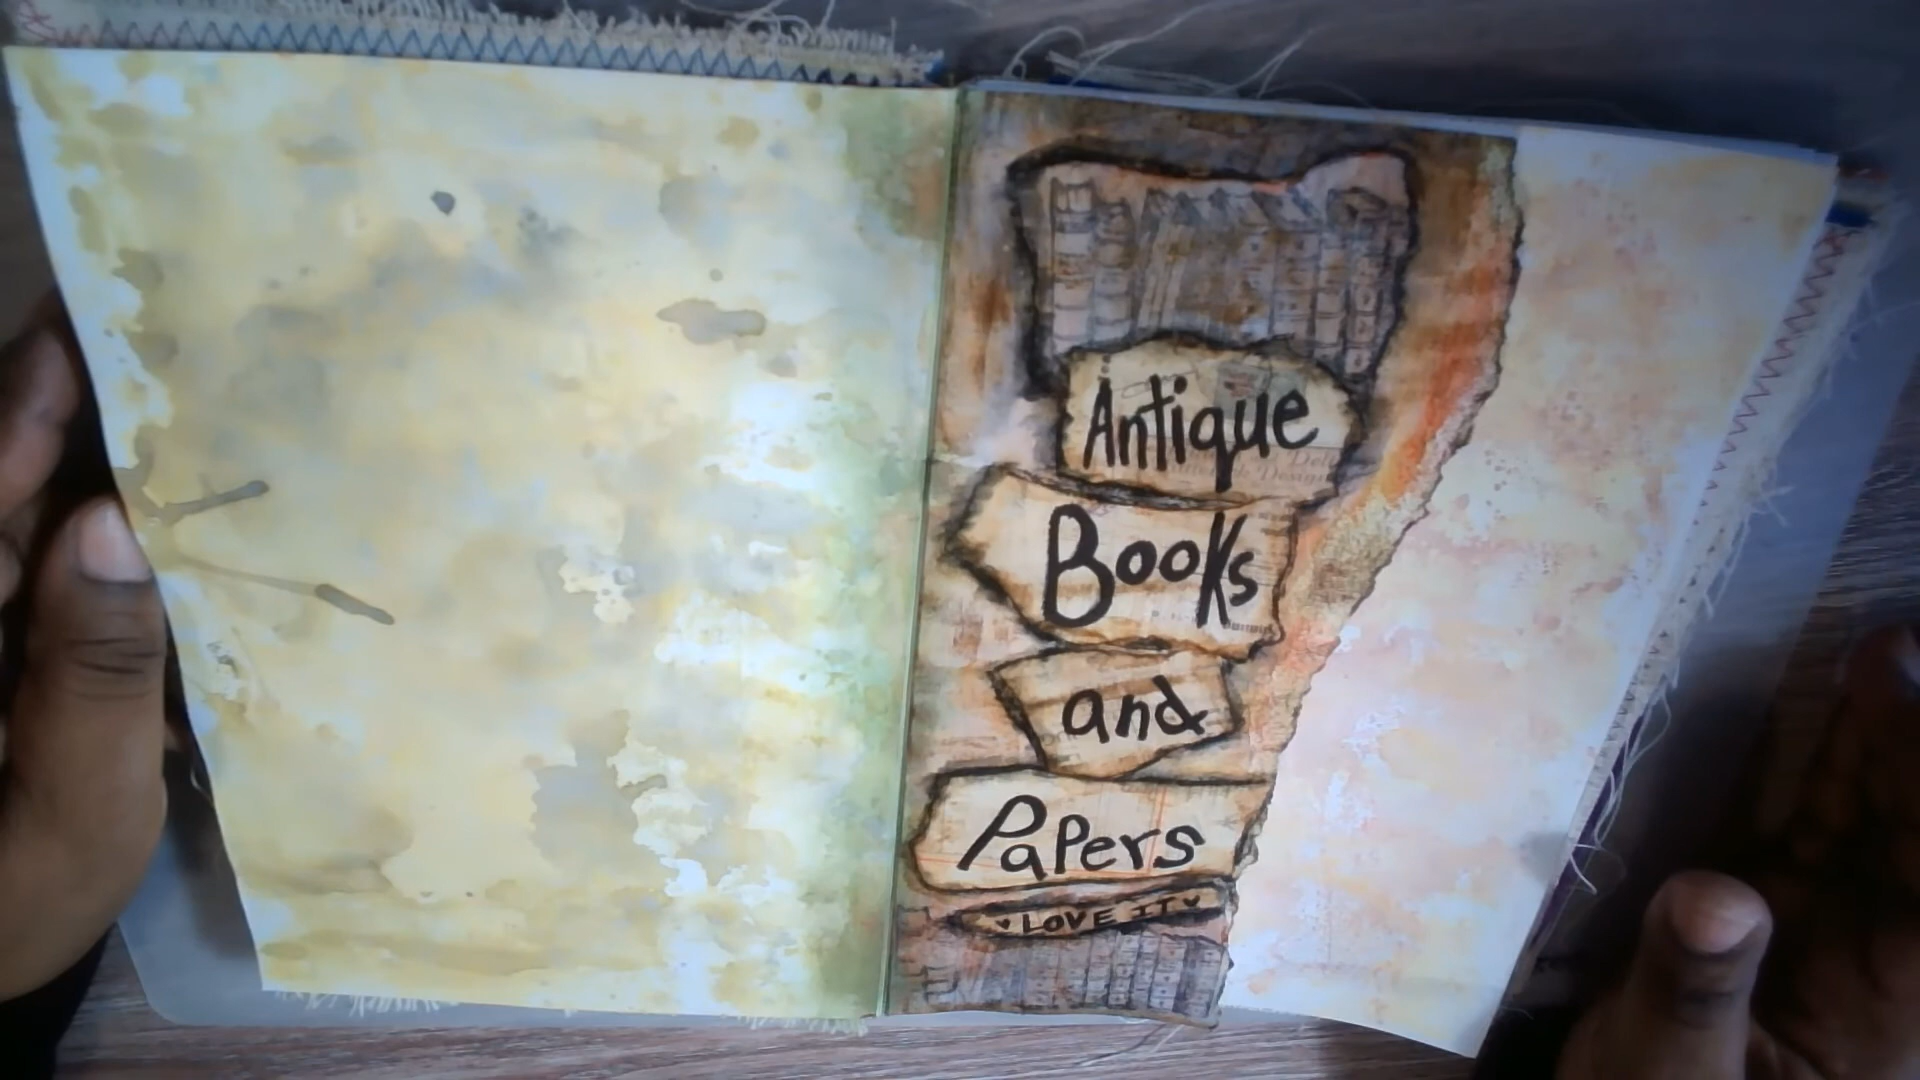 Antique
Books
and
Papers
♥ LOVE IT ♥